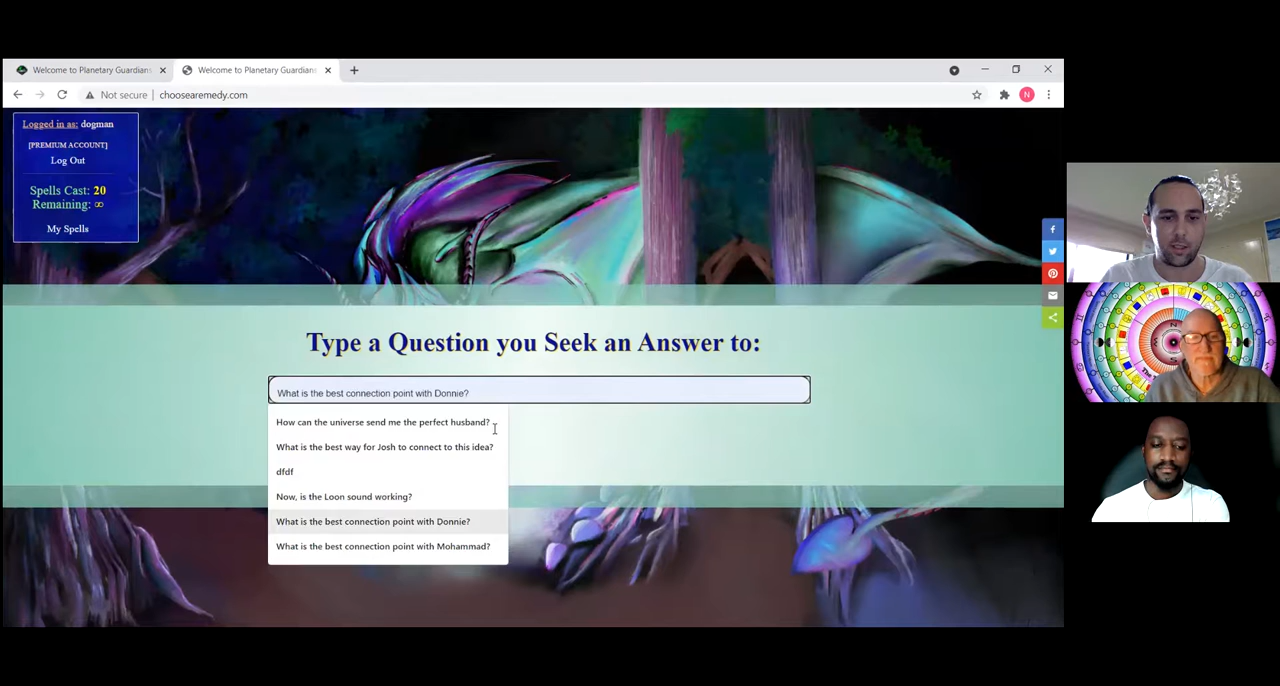 Welcome to Planetary Guardian
Welcome to Planetary Guardian
Not secure | choosearemedy.com
N
Logged in as: dogman
[PREMIUM ACCOUNT]
Log Out
Spells Cast: 20
Remaining: ∞
My Spells
Type a Question you Seek an Answer to:
What is the best connection point with Donnie?
How can the universe send me the perfect husband?
What is the best way for Josh to connect to this idea?
dfdf
Now, is the Loon sound working?
What is the best connection point with Donnie?
What is the best connection point with Mohammad?